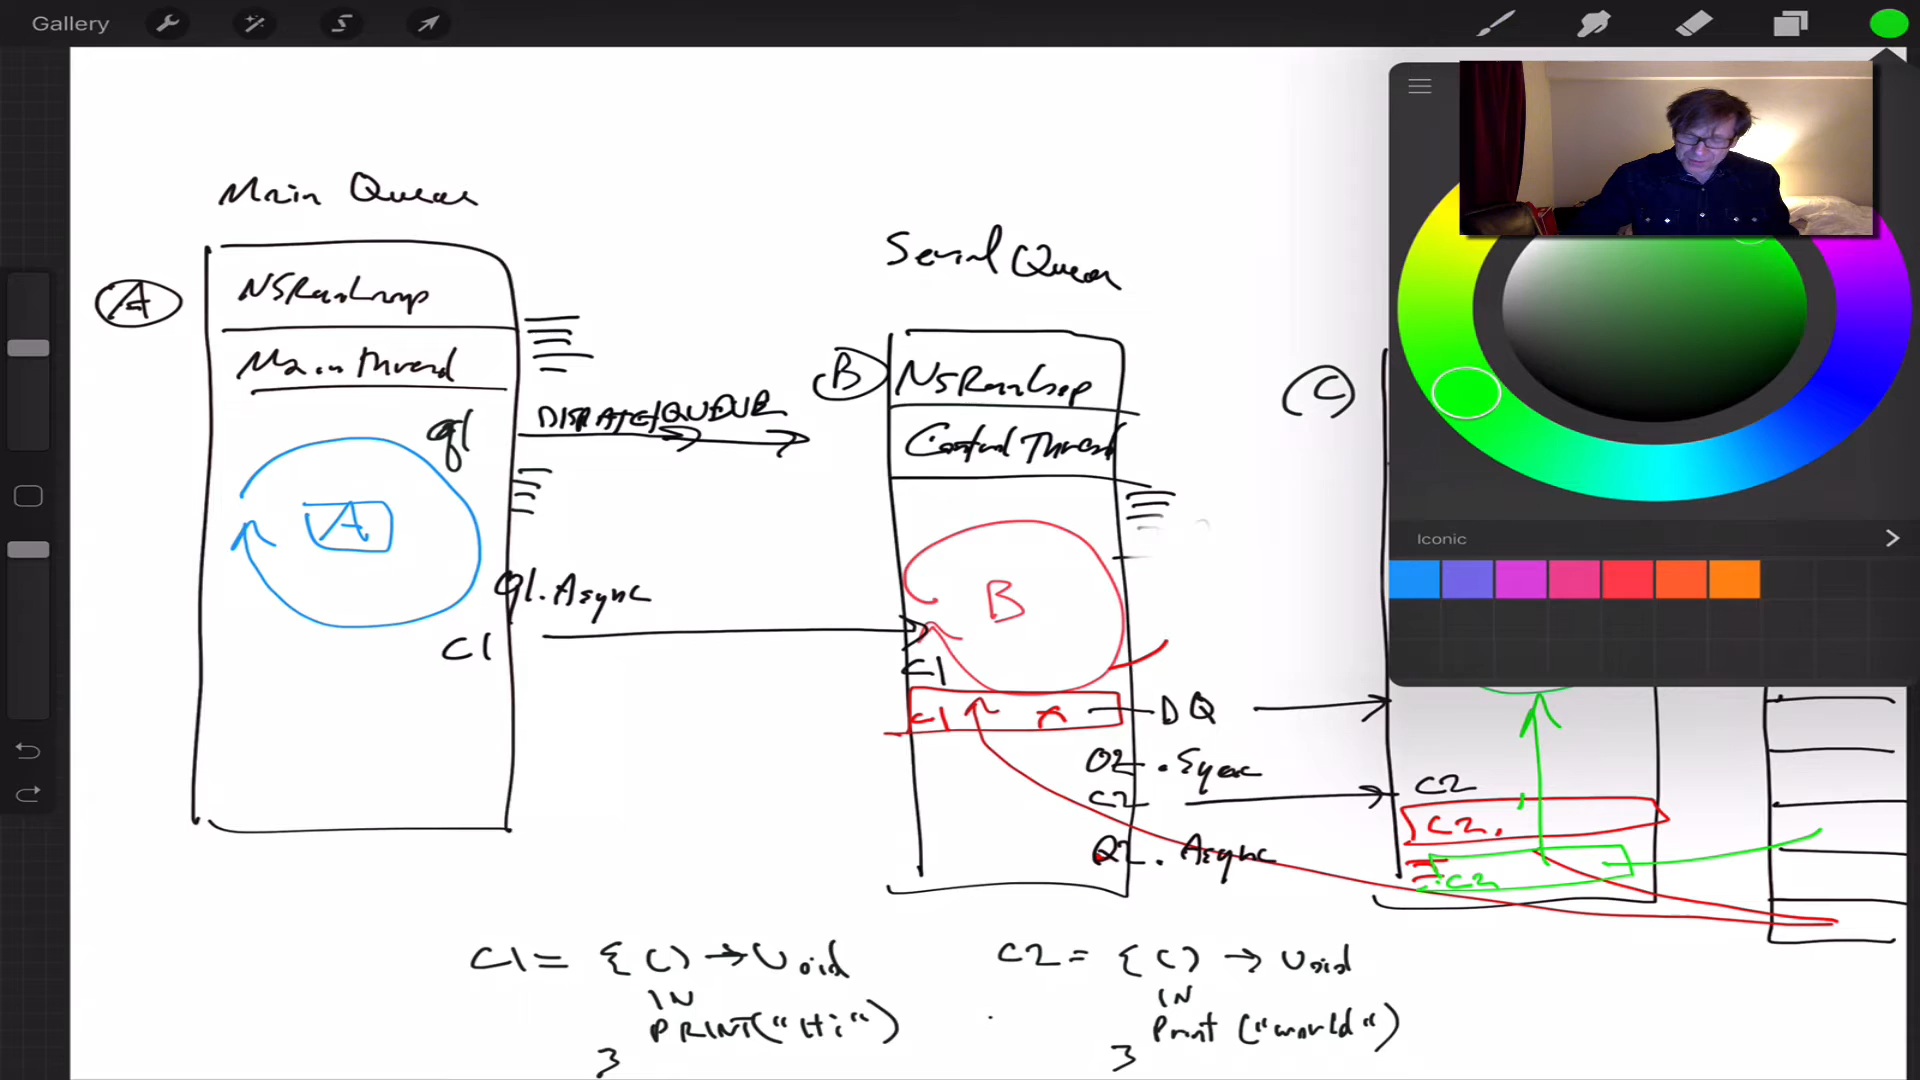 Gallery
Main Queue
Serial Queue
A
NSRunLoop
Main Thread
B
NSRunLoop
C
q1
DISPATCHQUEUE
Control Thread
Iconic
A
q1.Async
B
C1
C1
C1
DQ
Q2.Sync
C2
C2
C2.
Q2.Async
C2
C1 = { () → Void
IN
PRINT("Hi")
}
C2 = { () → void
IN
Print ("world")
}